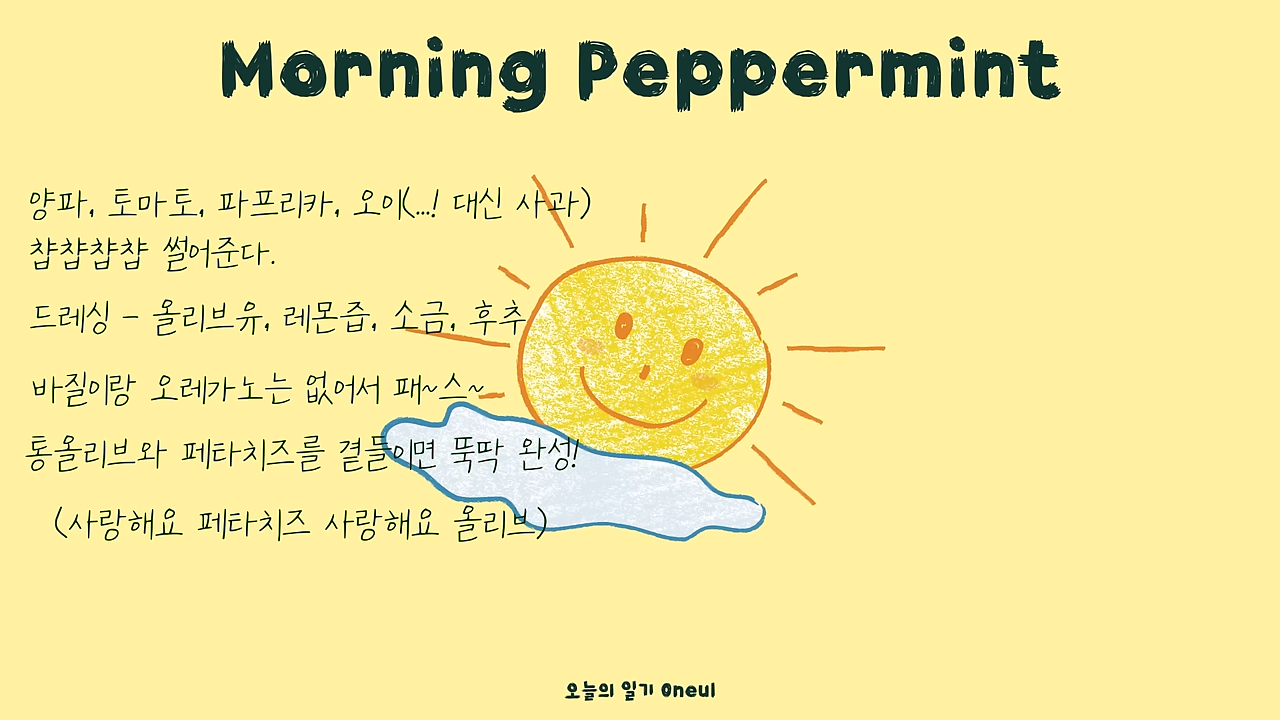 Morning Peppermint
양파, 토마토, 파프리카, 오이(...! 대신 사과)
챱챱챱챱 썰어준다.
드레싱 - 올리브유, 레몬즙, 소금, 후추
바질이랑 오레가노는 없어서 패~스~
통올리브와 페타치즈를 곁들이면 뚝딱 완성!
(사랑해요 페타치즈 사랑해요 올리브)
오늘의 일기 Oneul